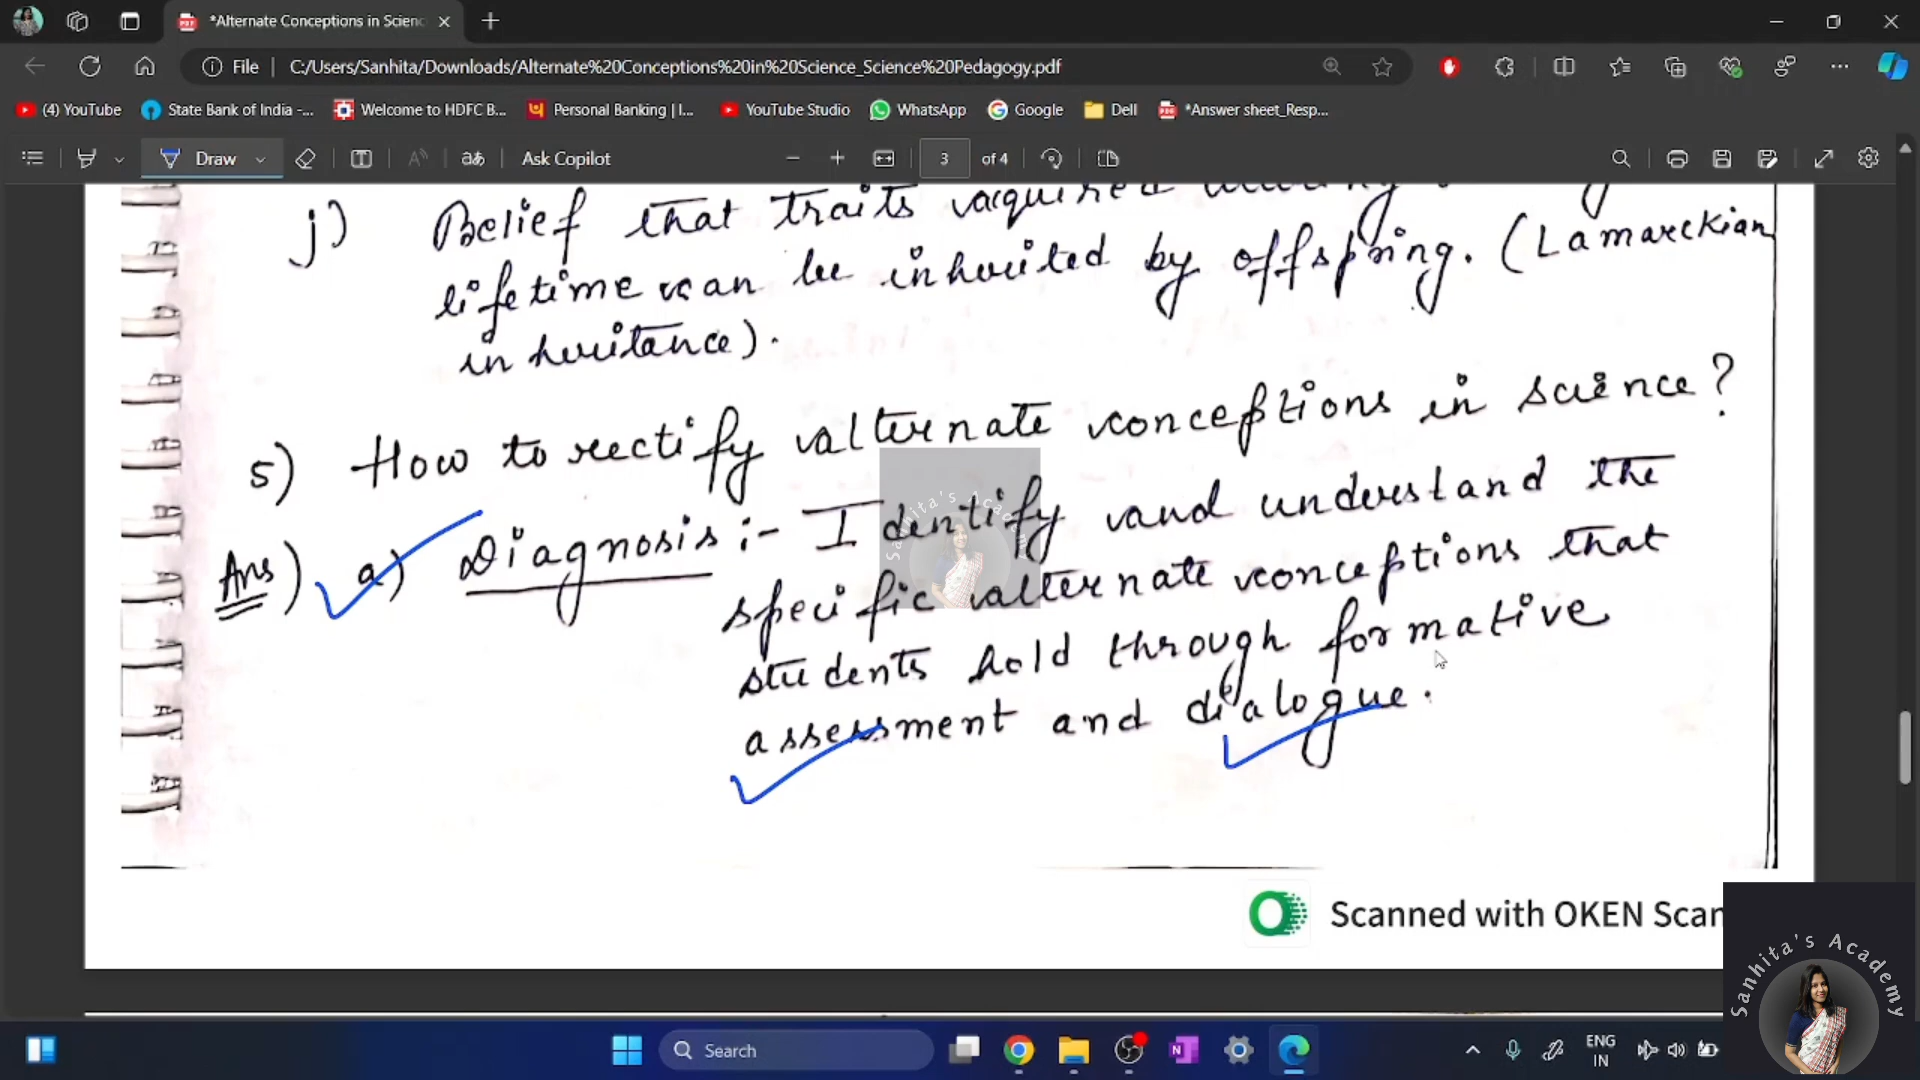 *Alternate Conceptions in Scienc
File
C:/Users/Sanhita/Downloads/Alternate%20Conceptions%20in%20Science_Science%20Pedagogy.pdf
(4) YouTube
State Bank of India -...
Welcome to HDFC B...
Personal Banking | I...
YouTube Studio
WhatsApp
Google
Dell
*Answer sheet_Resp...
Draw
Ask Copilot
3 of 4
j) Belief that traits acquired
lifetime can be inherited by offspring. (Lamarckian
inheritance).
5) How to rectify alternate conceptions in science?
Ans) a) Diagnosis :- Identify and understand the
specific alternate conceptions that
students hold through formative
assessment and dialogue.
Sanhita's Academy
Scanned with OKEN Scan
Sanhita's Academy
Search
ENG
IN